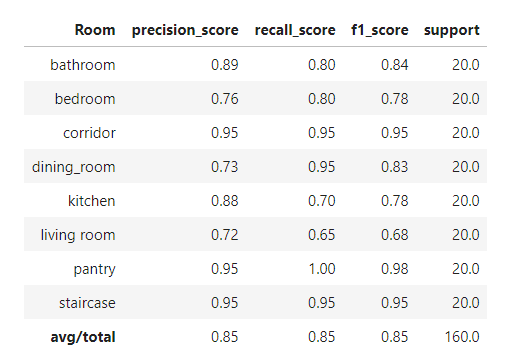 Room precision_score recall_score f1_score support
bathroom 0.89 0.80 0.84 20.0
bedroom 0.76 0.80 0.78 20.0
corridor 0.95 0.95 0.95 20.0
dining_room 0.73 0.95 0.83 20.0
kitchen 0.88 0.70 0.78 20.0
living room 0.72 0.65 0.68 20.0
pantry 0.95 1.00 0.98 20.0
staircase 0.95 0.95 0.95 20.0
avg/total 0.85 0.85 0.85 160.0